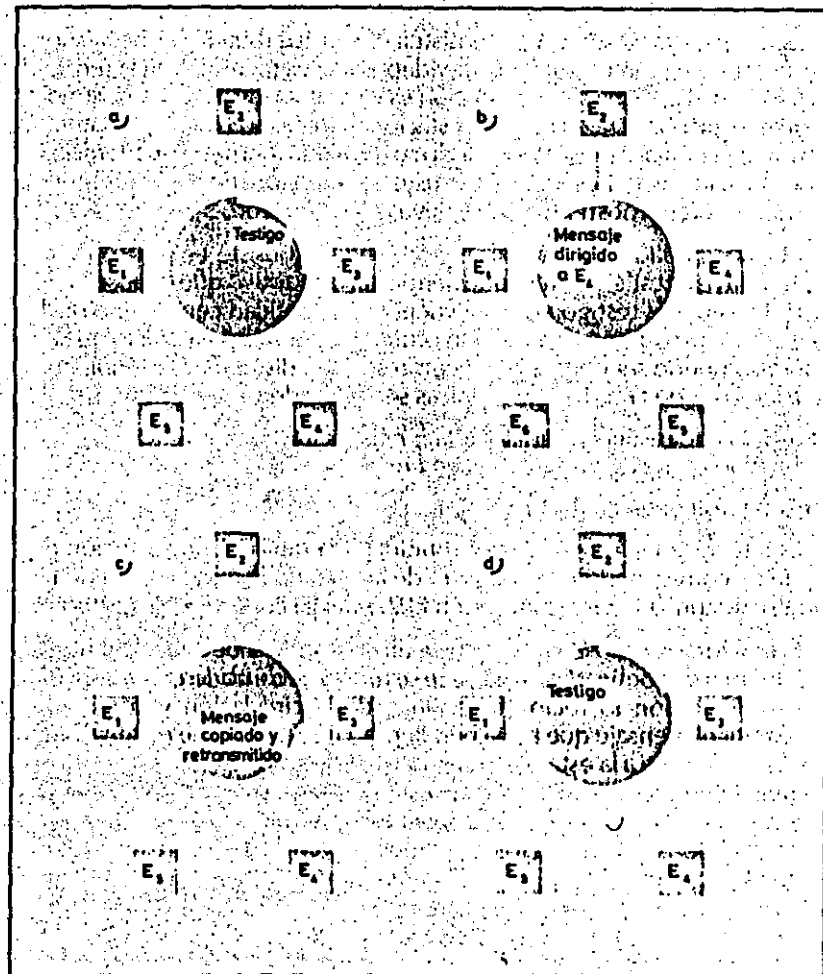 a)
E₂
Testigo
E₁
E₃
E₅
E₄
b)
E₂
Mensaje
dirigido
a E₄
E₁
E₄
E₆
E₅
c)
E₂
E₁
Mensaje
copiado y
retransmitido
E₃
E₅
E₄
d)
E₂
Testigo
E₁
E₃
E₅
E₄